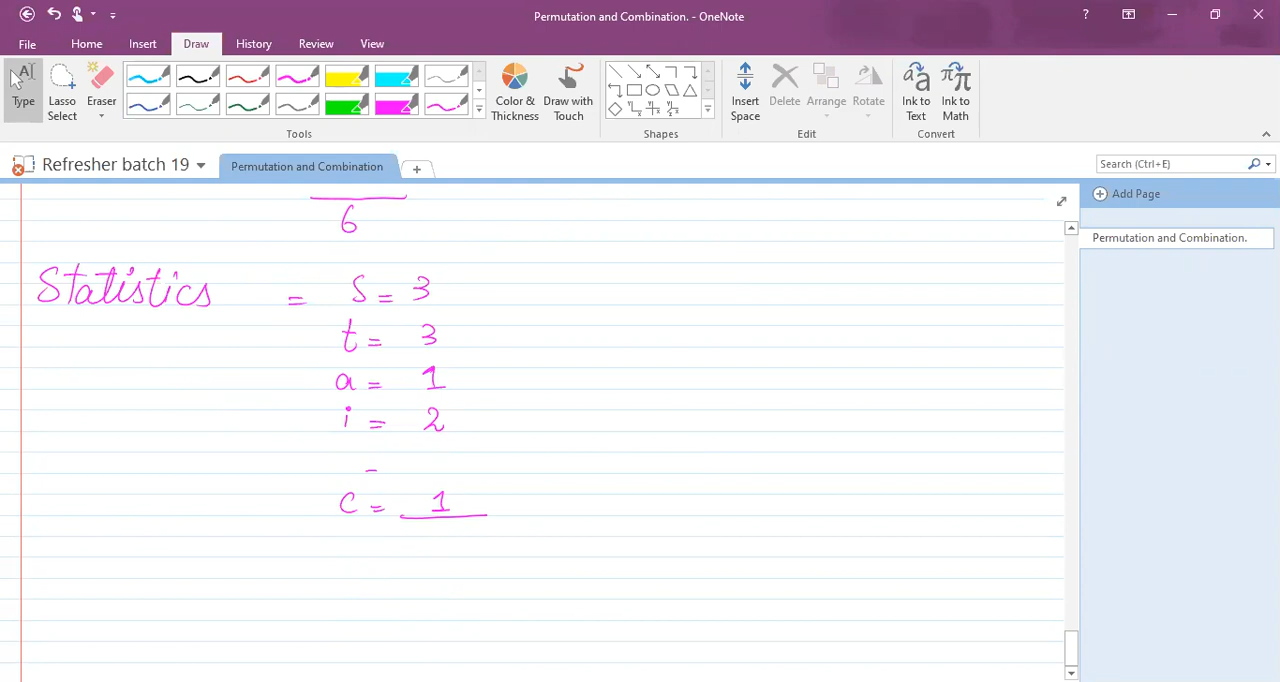 Permutation and Combination. - OneNote
?
File Home Insert Draw History Review View
Type
Lasso Select
Eraser
Color & Thickness
Draw with Touch
Insert Space
Delete
Arrange
Rotate
Ink to Text
Ink to Math
Tools
Shapes
Edit
Convert
Refresher batch 19
Permutation and Combination
Search (Ctrl+E)
Add Page
Permutation and Combination.
6
Statistics = S = 3
t = 3
a = 1
i = 2
=
c = 1